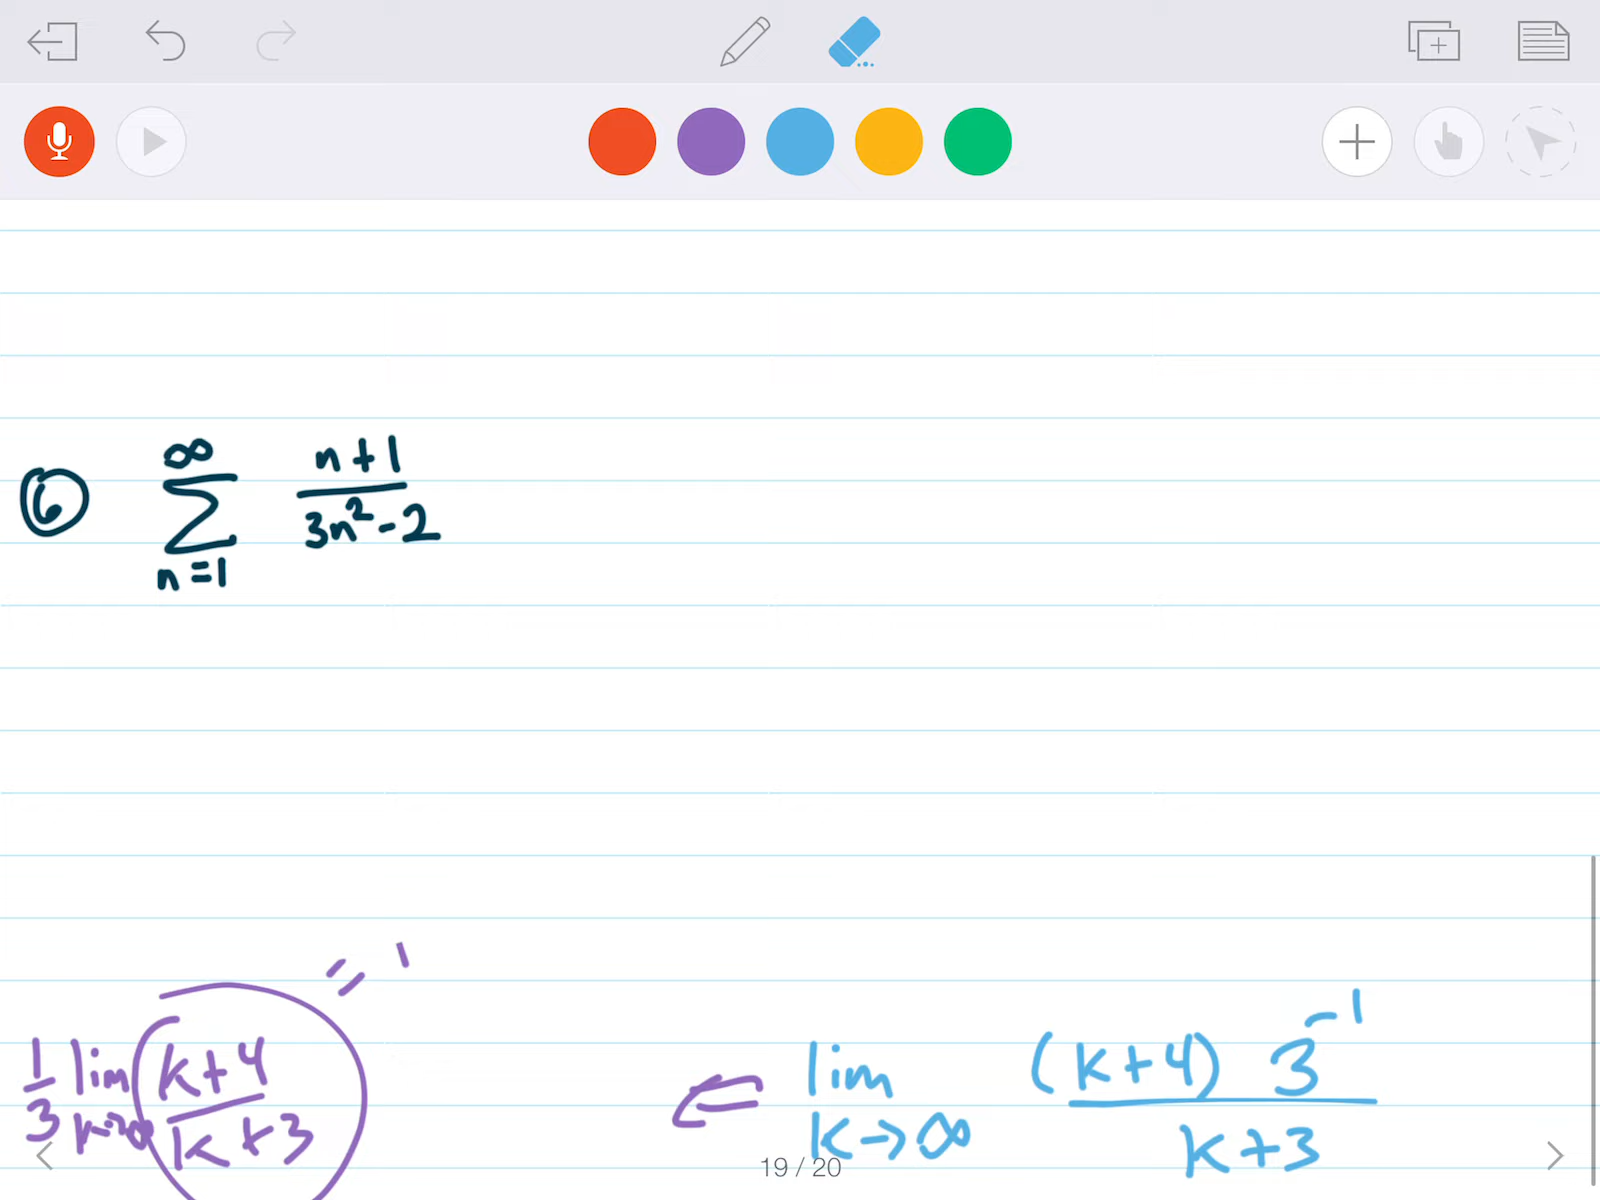 ⑥ ∞ ∑ n=1 n+1 / 3n²-2
= 1
1/3 lim k→∞ (k+4 / k+3
⇐ lim k→∞ (k+4) 3⁻¹ / k+3
19 / 20